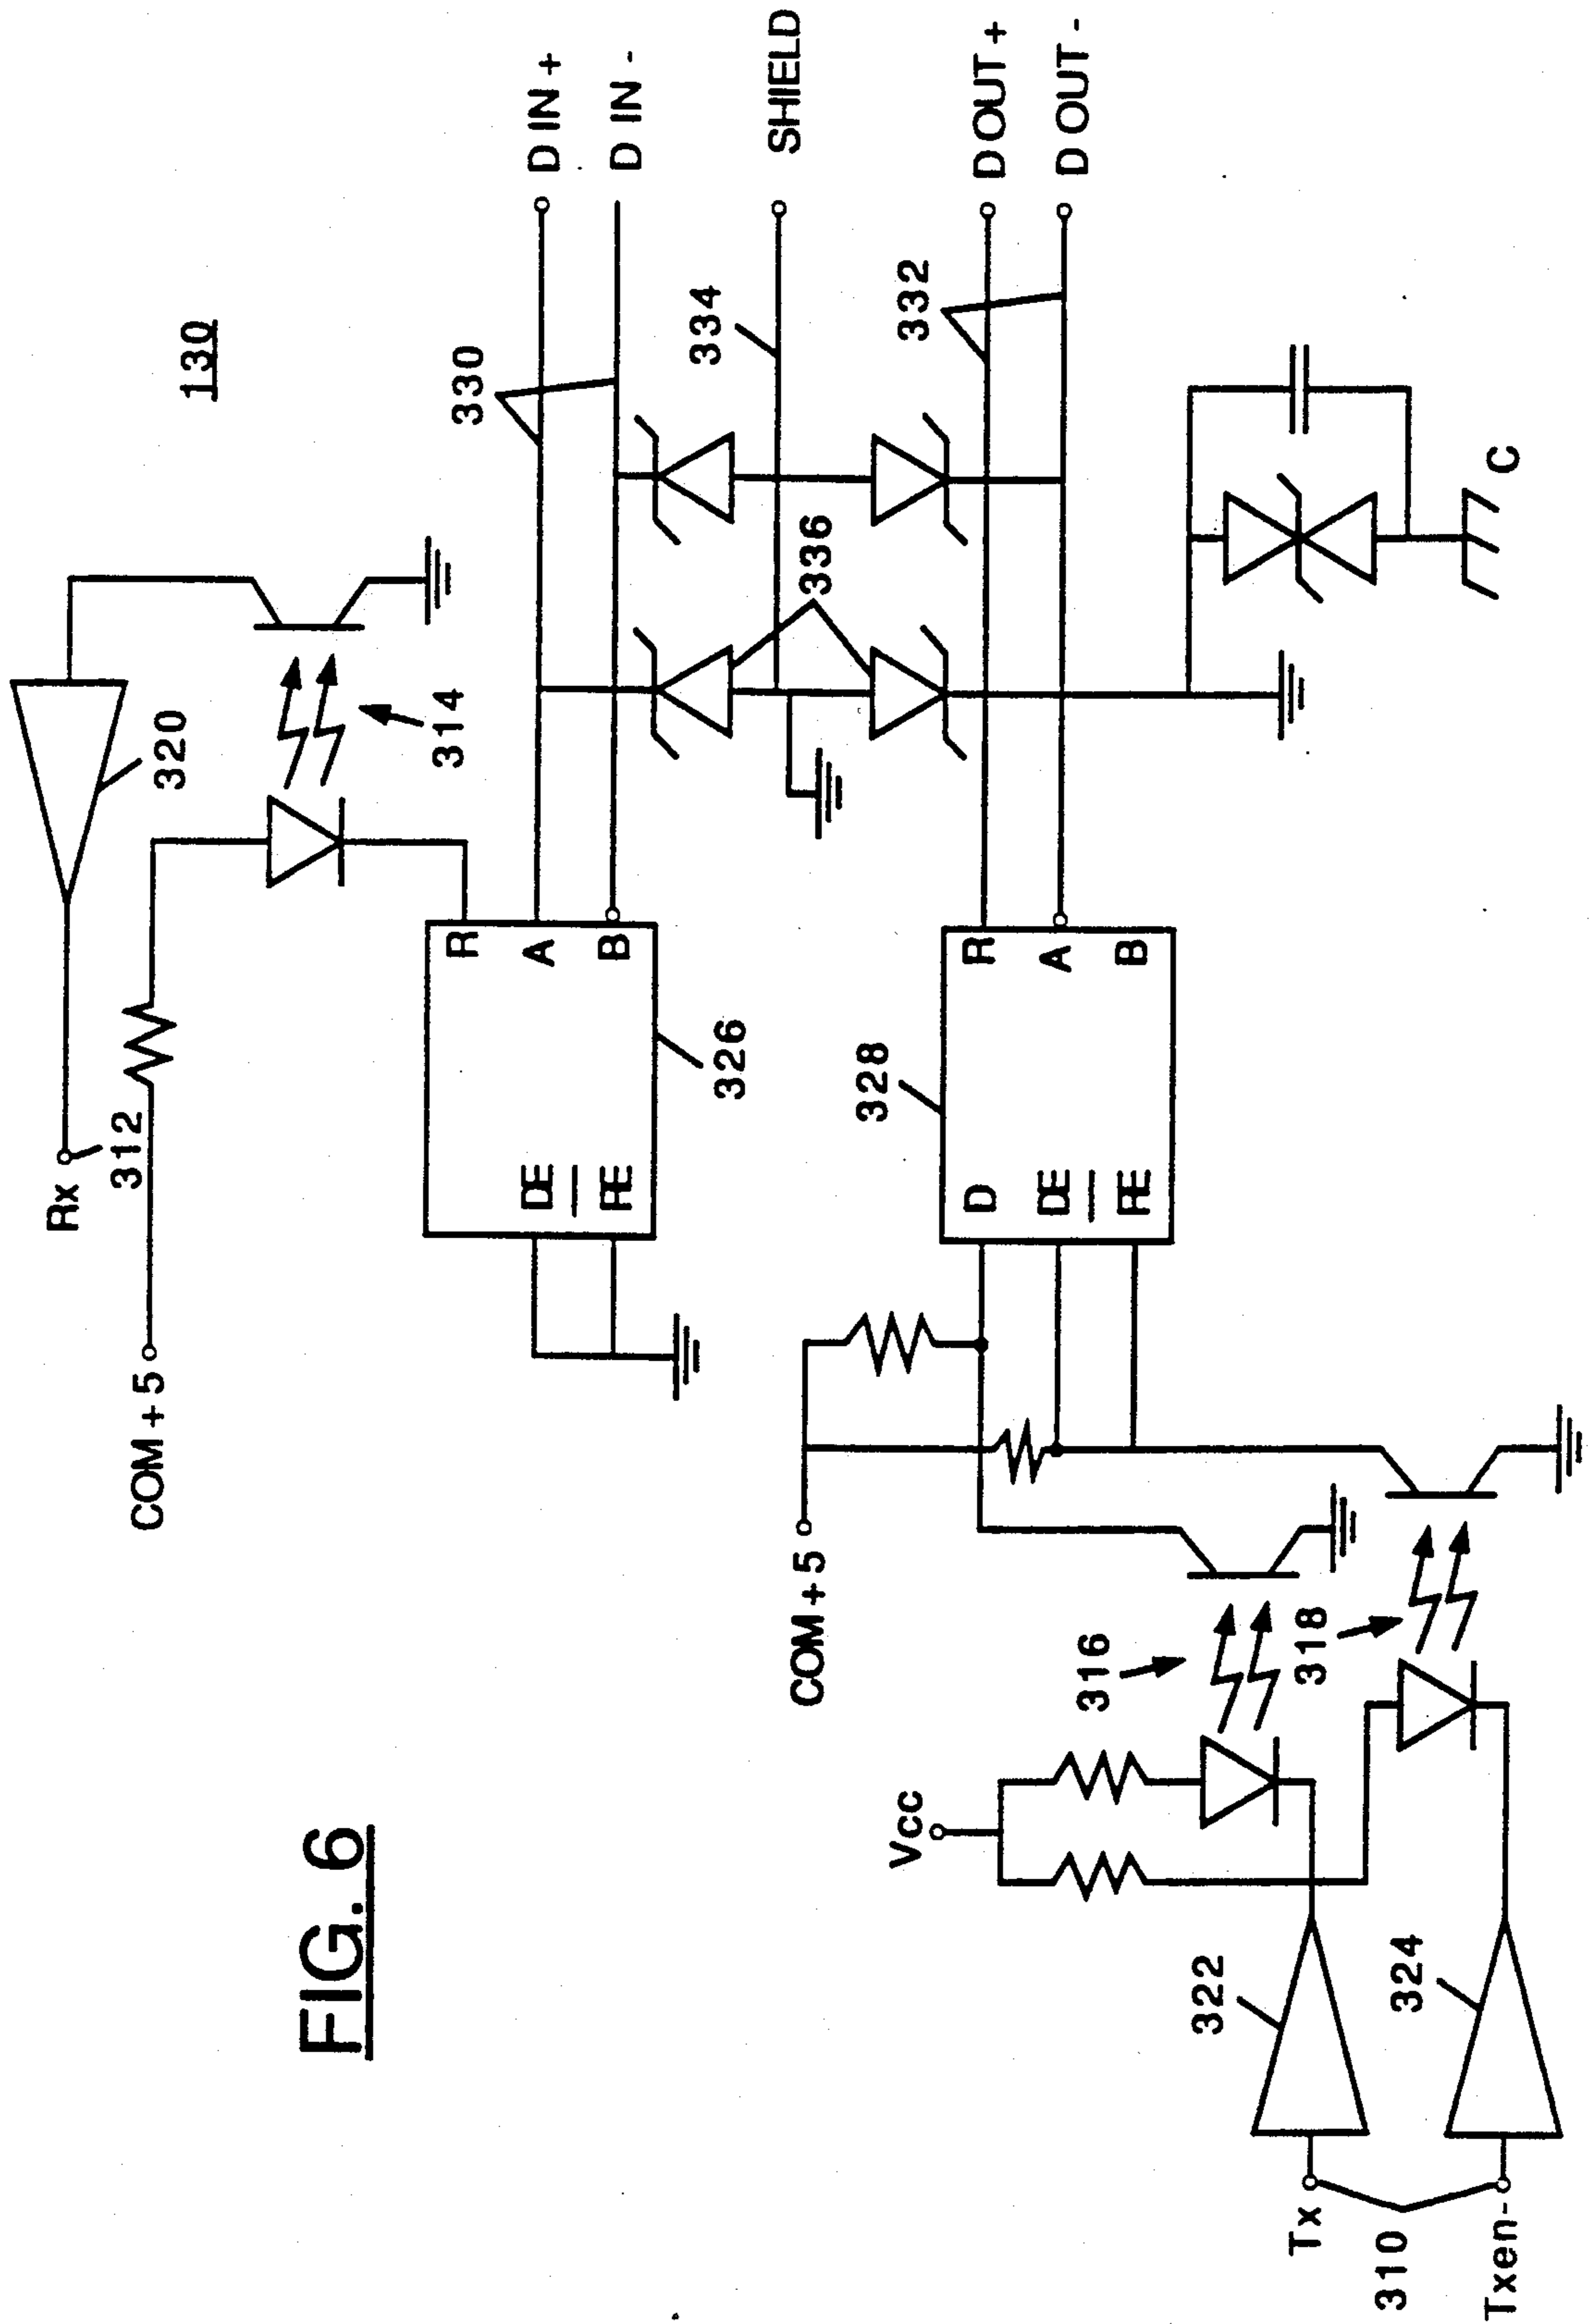 FIG. 6
130
Rx
312
320
314
COM + 5
R
A
B
DE
RE
326
330
D IN +
D IN -
334
SHIELD
336
332
D OUT +
D OUT -
C
328
R
A
B
D
DE
RE
COM + 5
316
318
Vcc
322
324
Tx
310
Txen-